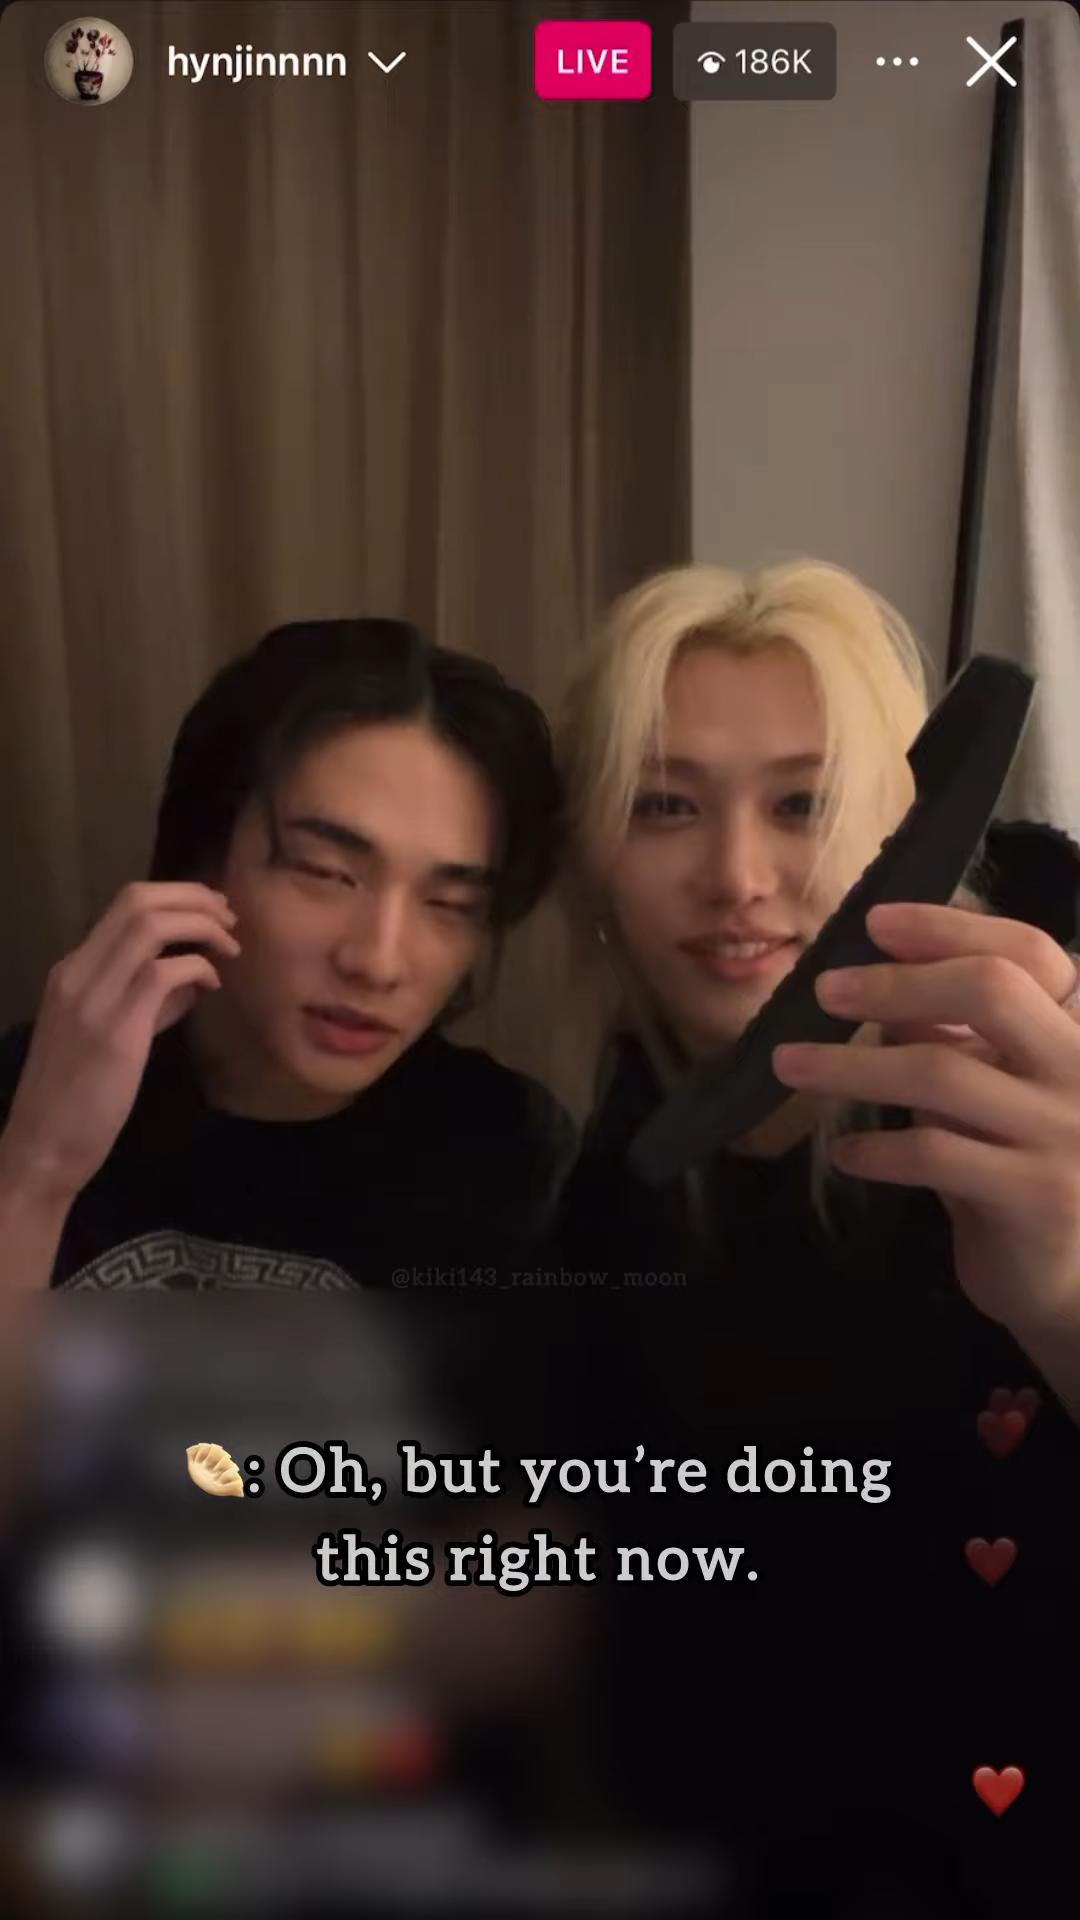 hynjinnnn
LIVE
186K
@kiki143_rainbow_moon
🥟: Oh, but you’re doing
this right now.